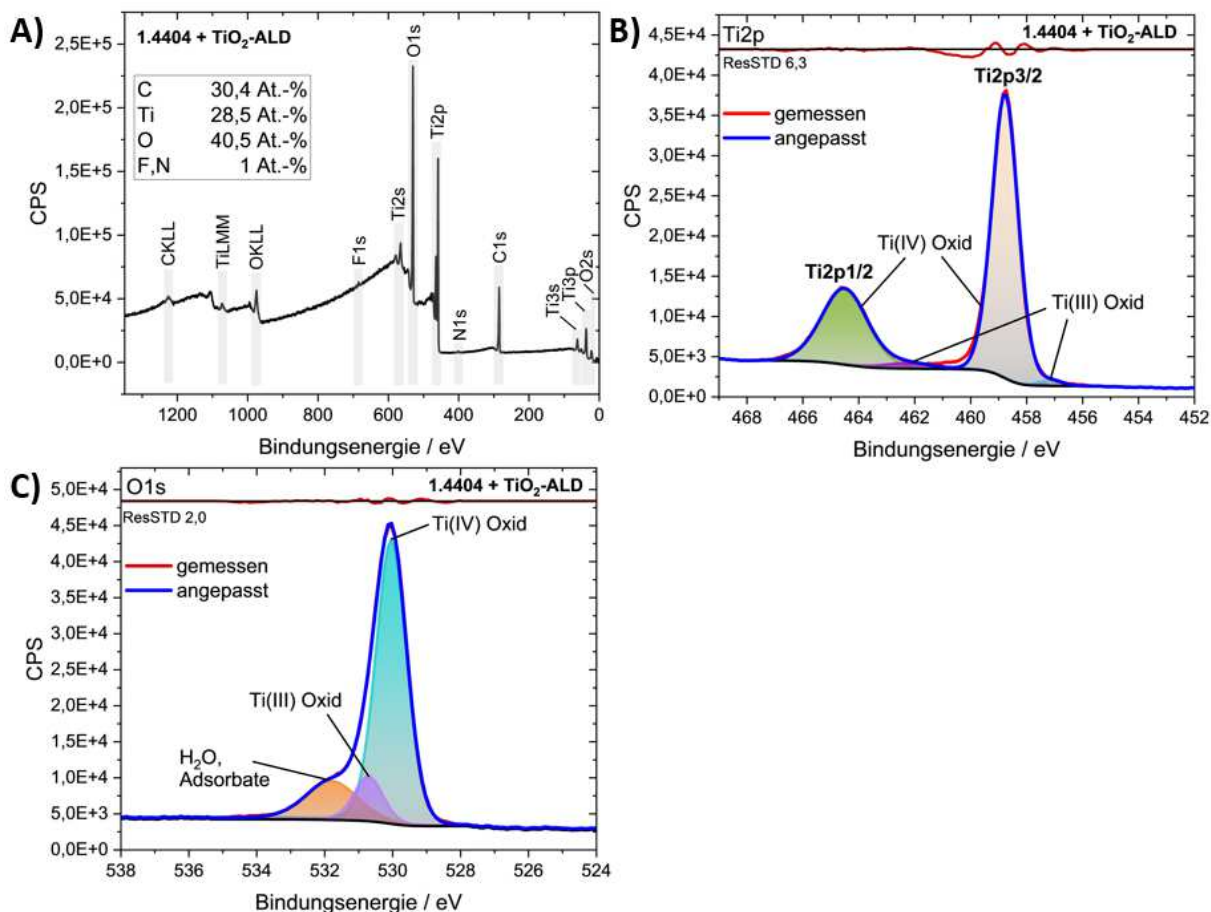 A)
1.4404 + TiO₂-ALD
C 30,4 At.-%
Ti 28,5 At.-%
O 40,5 At.-%
F,N 1 At.-%
2,5E+5
2,0E+5
1,5E+5
1,0E+5
5,0E+4
0,0E+0
CPS
CKLL
TiLMM
OKLL
F1s
Ti2s
O1s
Ti2p
N1s
C1s
Ti3s
Ti3p
O2s
1200 1000 800 600 400 200 0
Bindungsenergie / eV
B)
Ti2p
1.4404 + TiO₂-ALD
ResSTD 6,3
Ti2p3/2
gemessen
angepasst
Ti(IV) Oxid
Ti2p1/2
Ti(III) Oxid
4,5E+4
4,0E+4
3,5E+4
3,0E+4
2,5E+4
2,0E+4
1,5E+4
1,0E+4
5,0E+3
0,0E+0
CPS
468 466 464 462 460 458 456 454 452
Bindungsenergie / eV
C)
O1s
1.4404 + TiO₂-ALD
ResSTD 2,0
Ti(IV) Oxid
gemessen
angepasst
Ti(III) Oxid
H₂O,
Adsorbate
5,0E+4
4,5E+4
4,0E+4
3,5E+4
3,0E+4
2,5E+4
2,0E+4
1,5E+4
1,0E+4
5,0E+3
0,0E+0
CPS
538 536 534 532 530 528 526 524
Bindungsenergie / eV